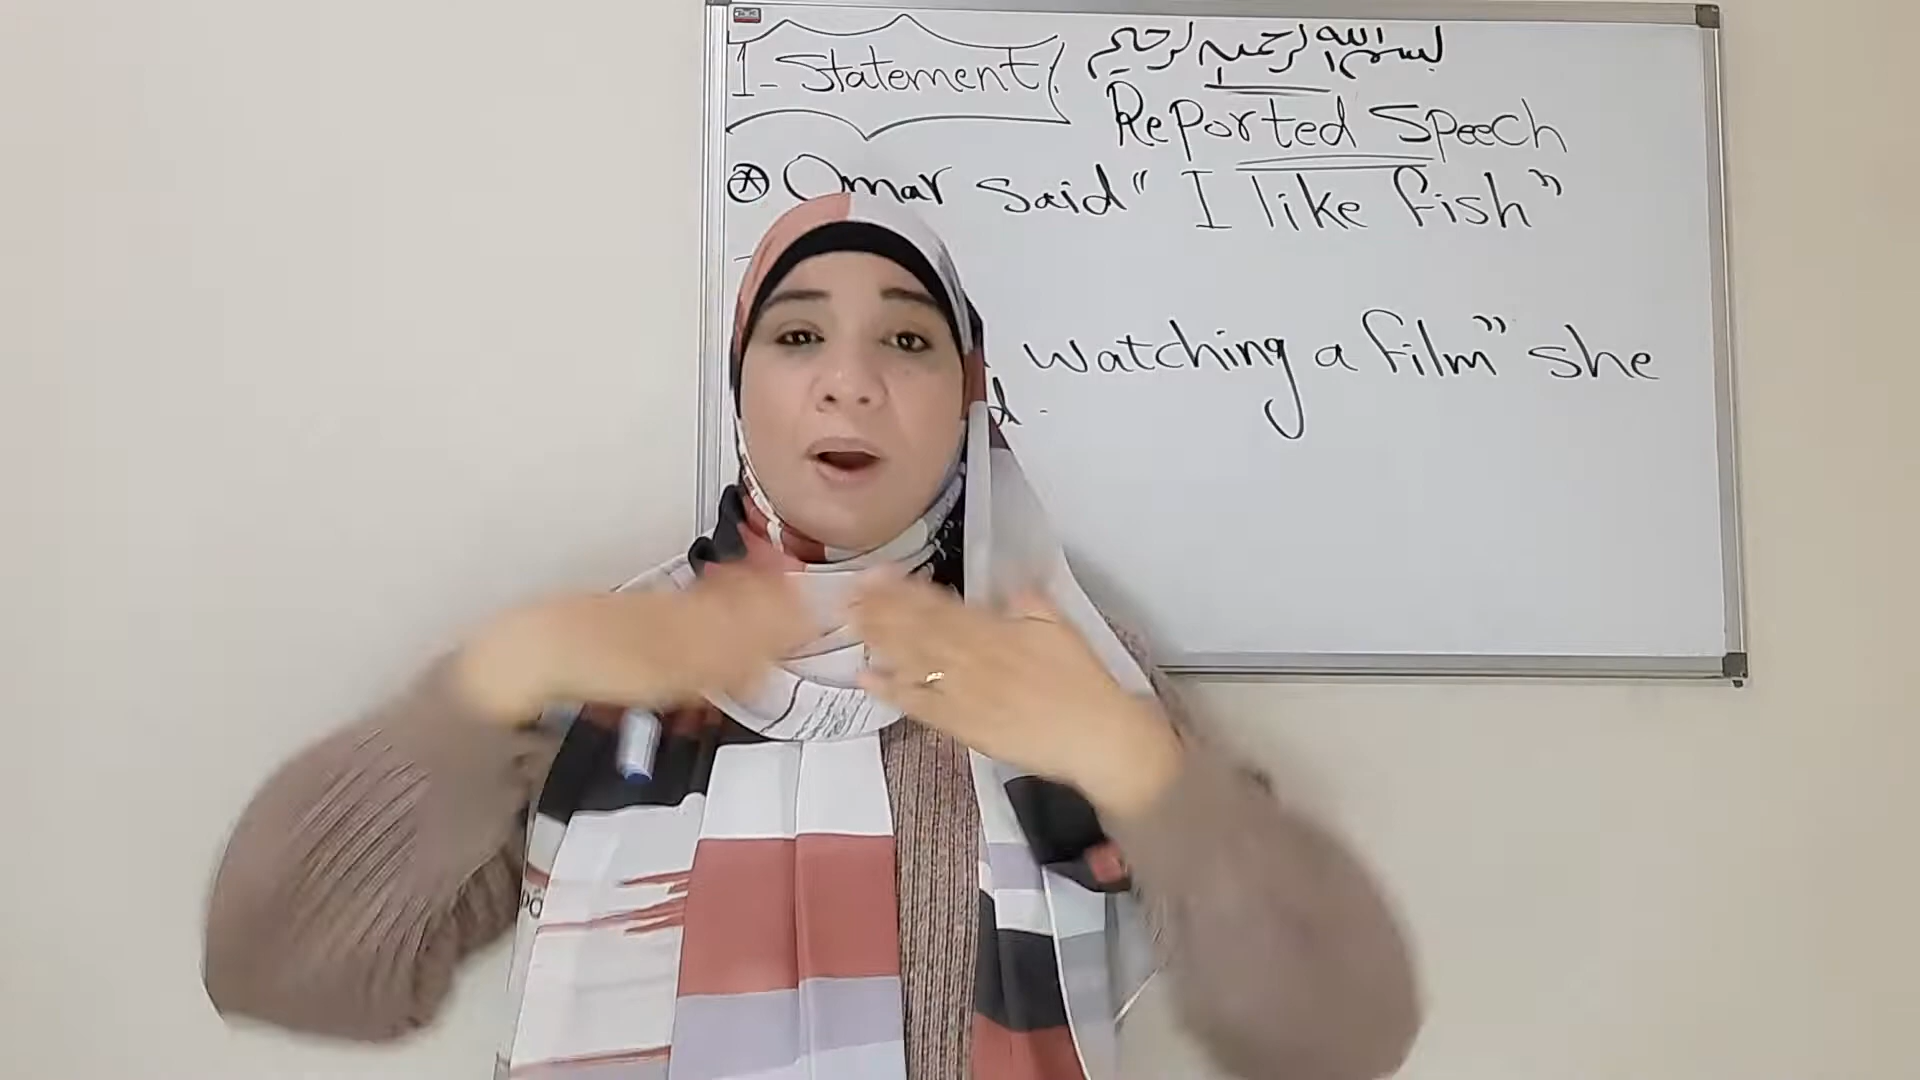 بسم الله الرحمن الرحيم
1-Statement:
Reported Speech
Omar said “I like fish”
watching a film” she